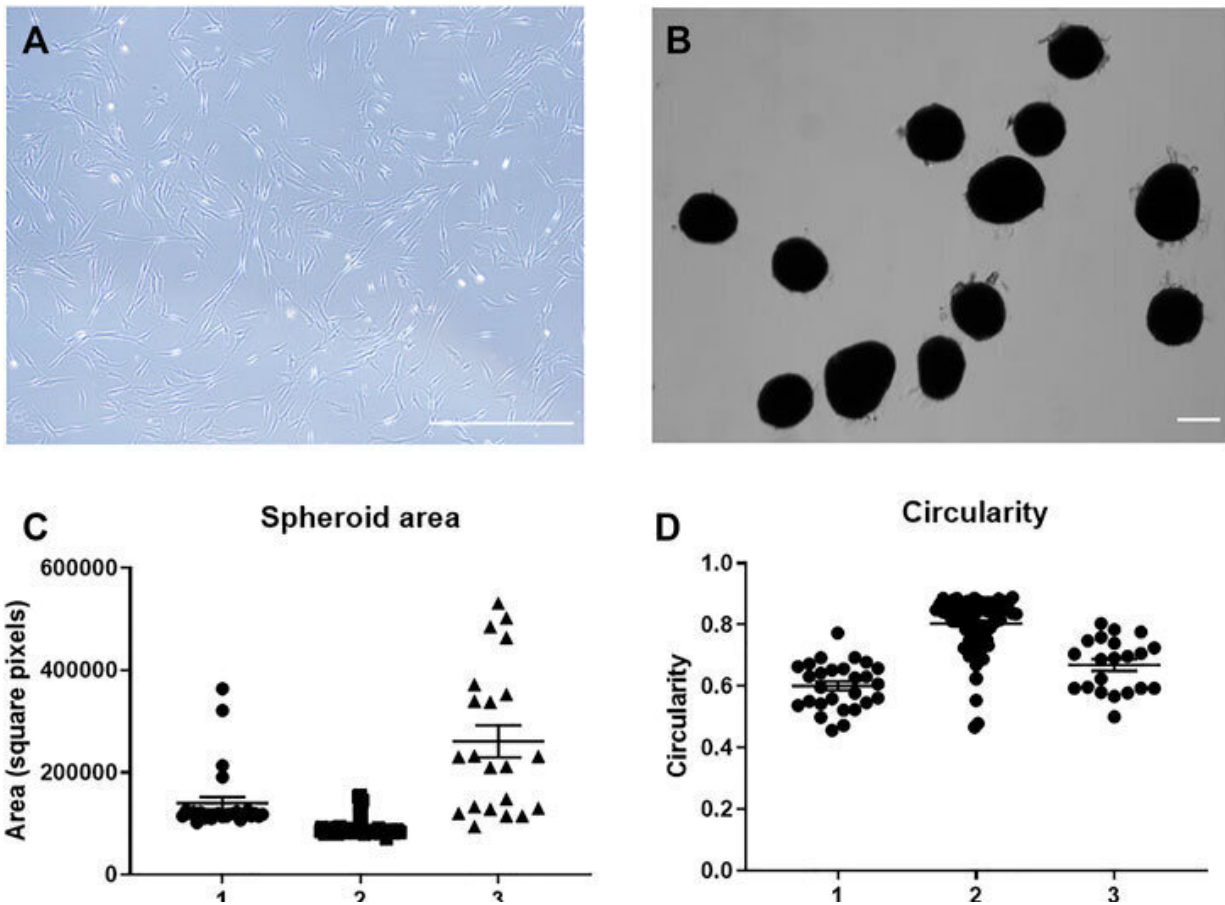 A
B
C
Spheroid area
Area (square pixels)
600000
400000
200000
0
1
2
3
D
Circularity
Circularity
1.0
0.8
0.6
0.4
0.2
0.0
1
2
3